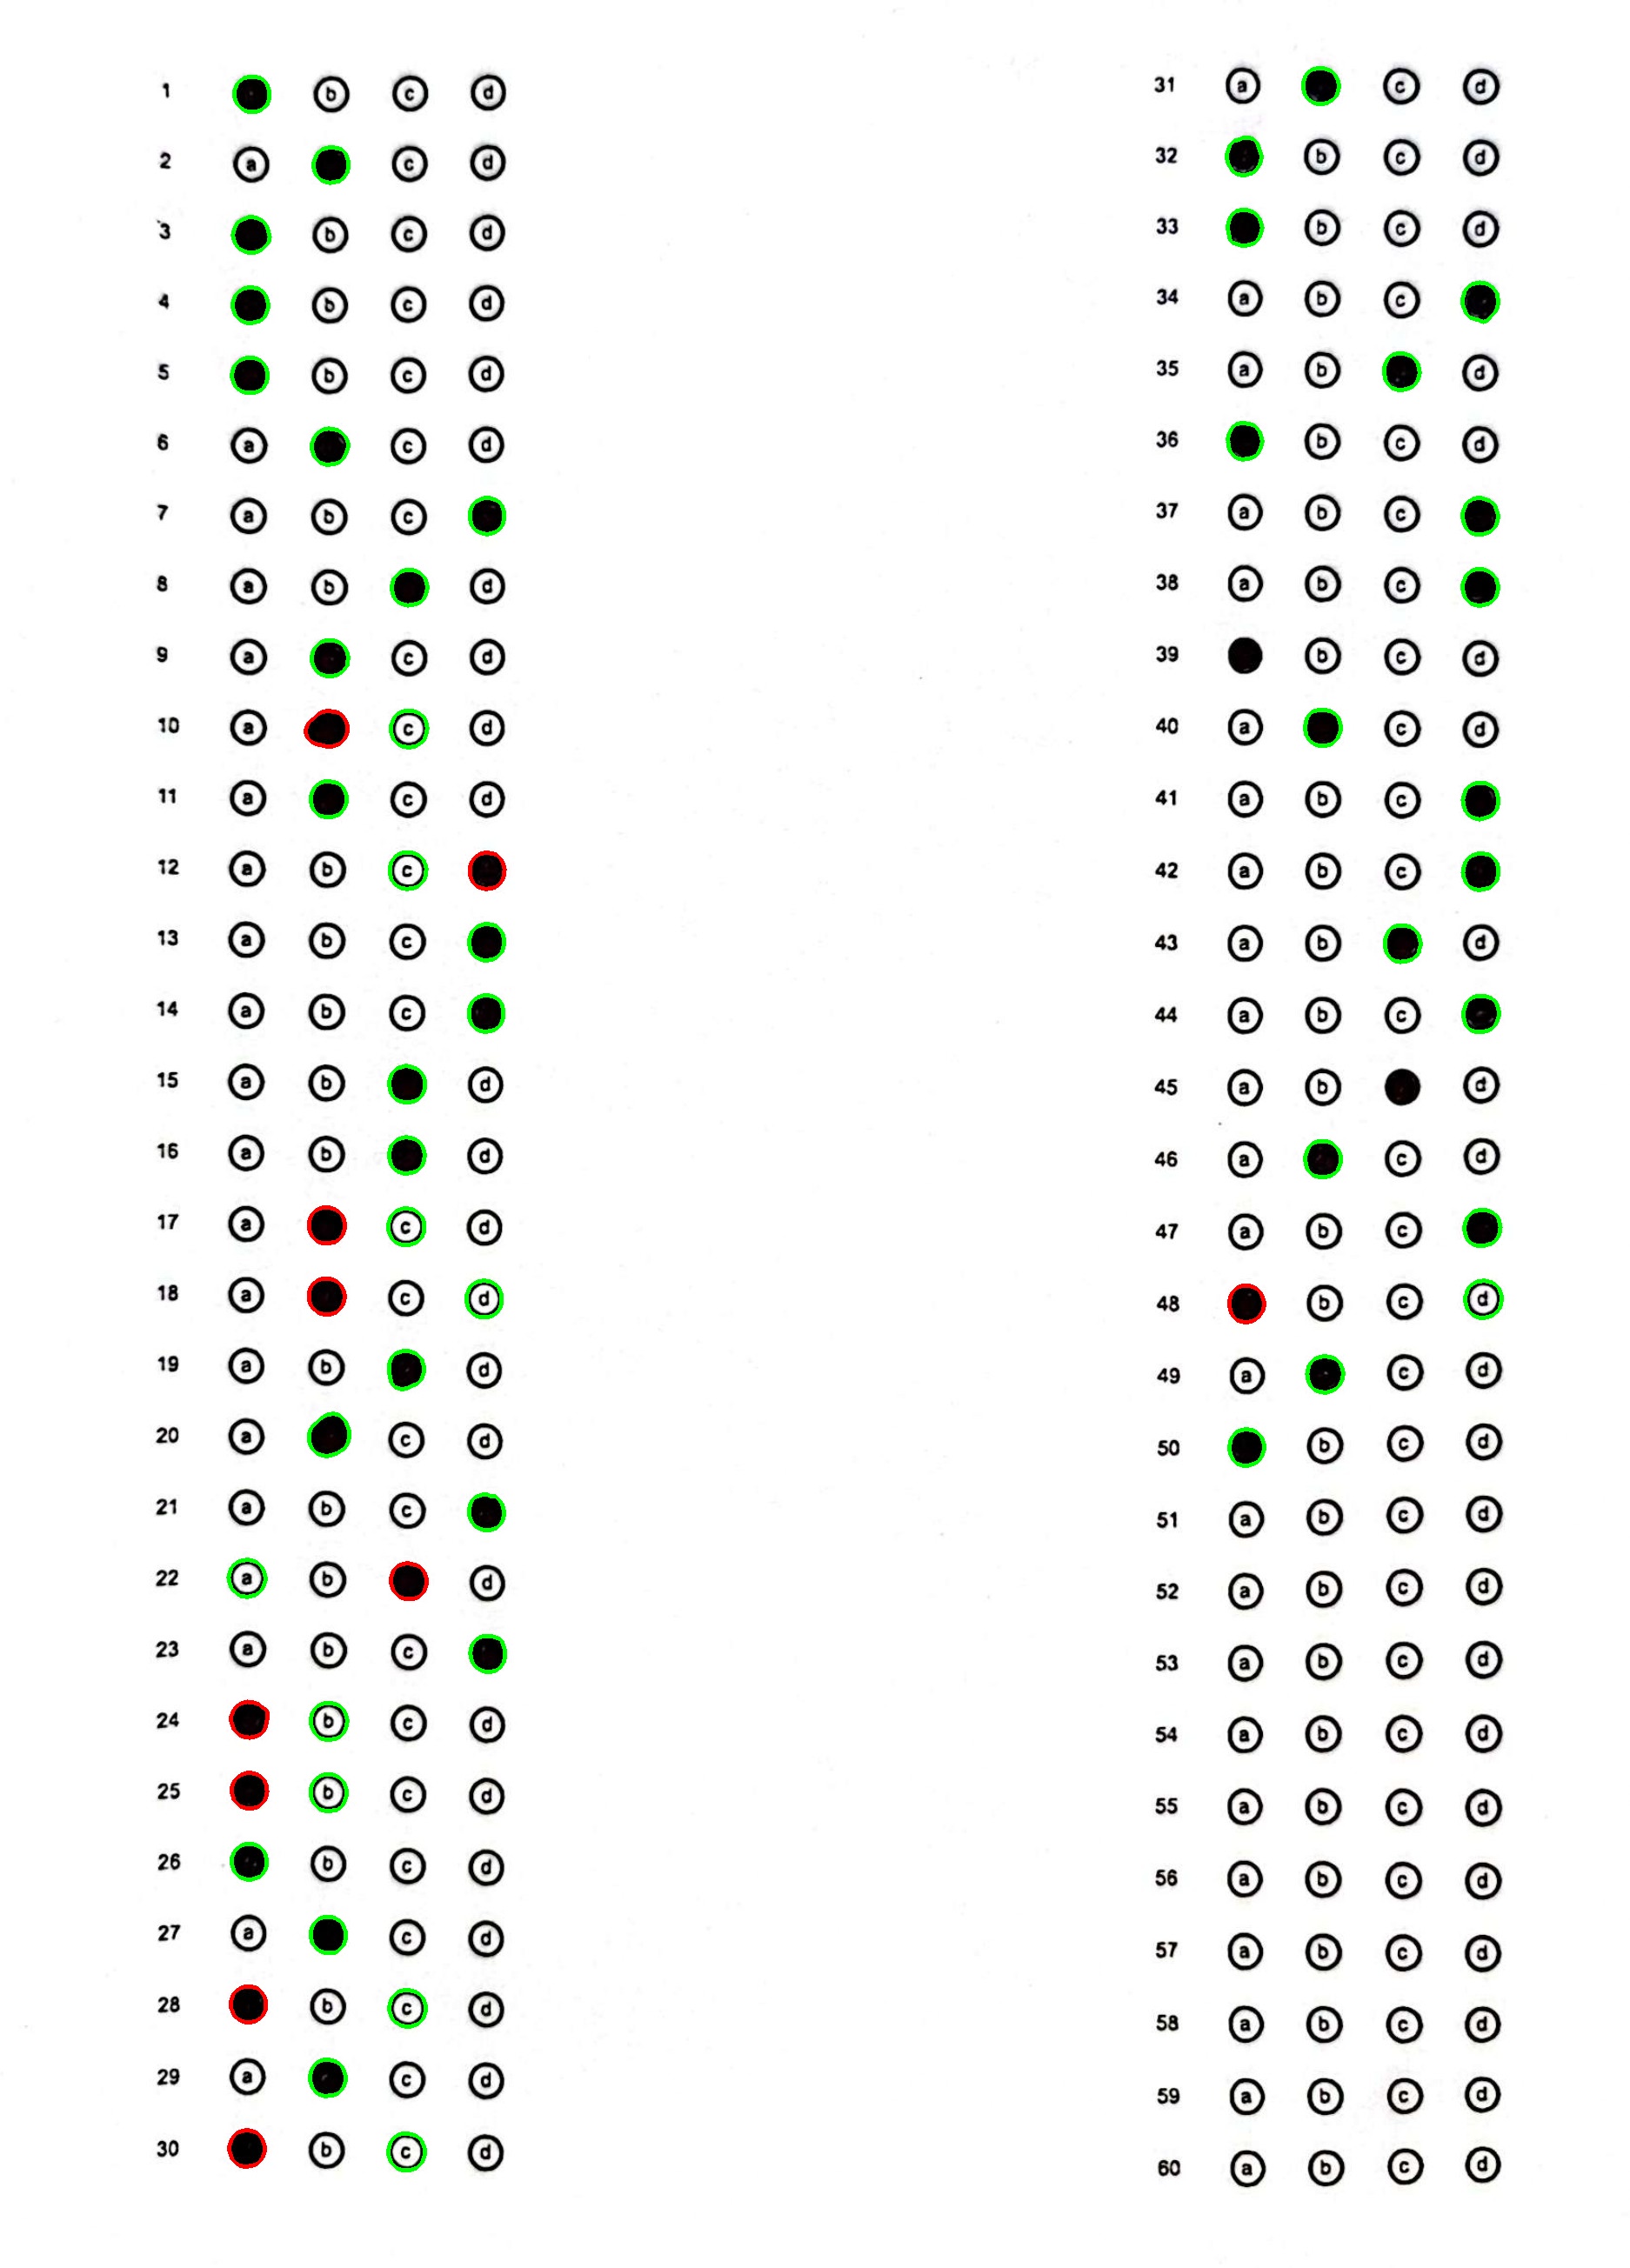 1 b c d
2 a c d
3 b c d
4 b c d
5 b c d
6 a c d
7 a b c
8 a b d
9 a c d
10 a c d
11 a c d
12 a b c
13 a b c
14 a b c
15 a b d
16 a b d
17 a c d
18 a c d
19 a b d
20 a c d
21 a b c
22 a b d
23 a b c
24 b c d
25 b c d
26 b c d
27 a c d
28 b c d
29 a c d
30 b c d
31 a c d
32 b c d
33 b c d
34 a b c
35 a b d
36 b c d
37 a b c
38 a b c
39 b c d
40 a c d
41 a b c
42 a b c
43 a b d
44 a b c
45 a b d
46 a c d
47 a b c
48 b c d
49 a c d
50 b c d
51 a b c d
52 a b c d
53 a b c d
54 a b c d
55 a b c d
56 a b c d
57 a b c d
58 a b c d
59 a b c d
60 a b c d